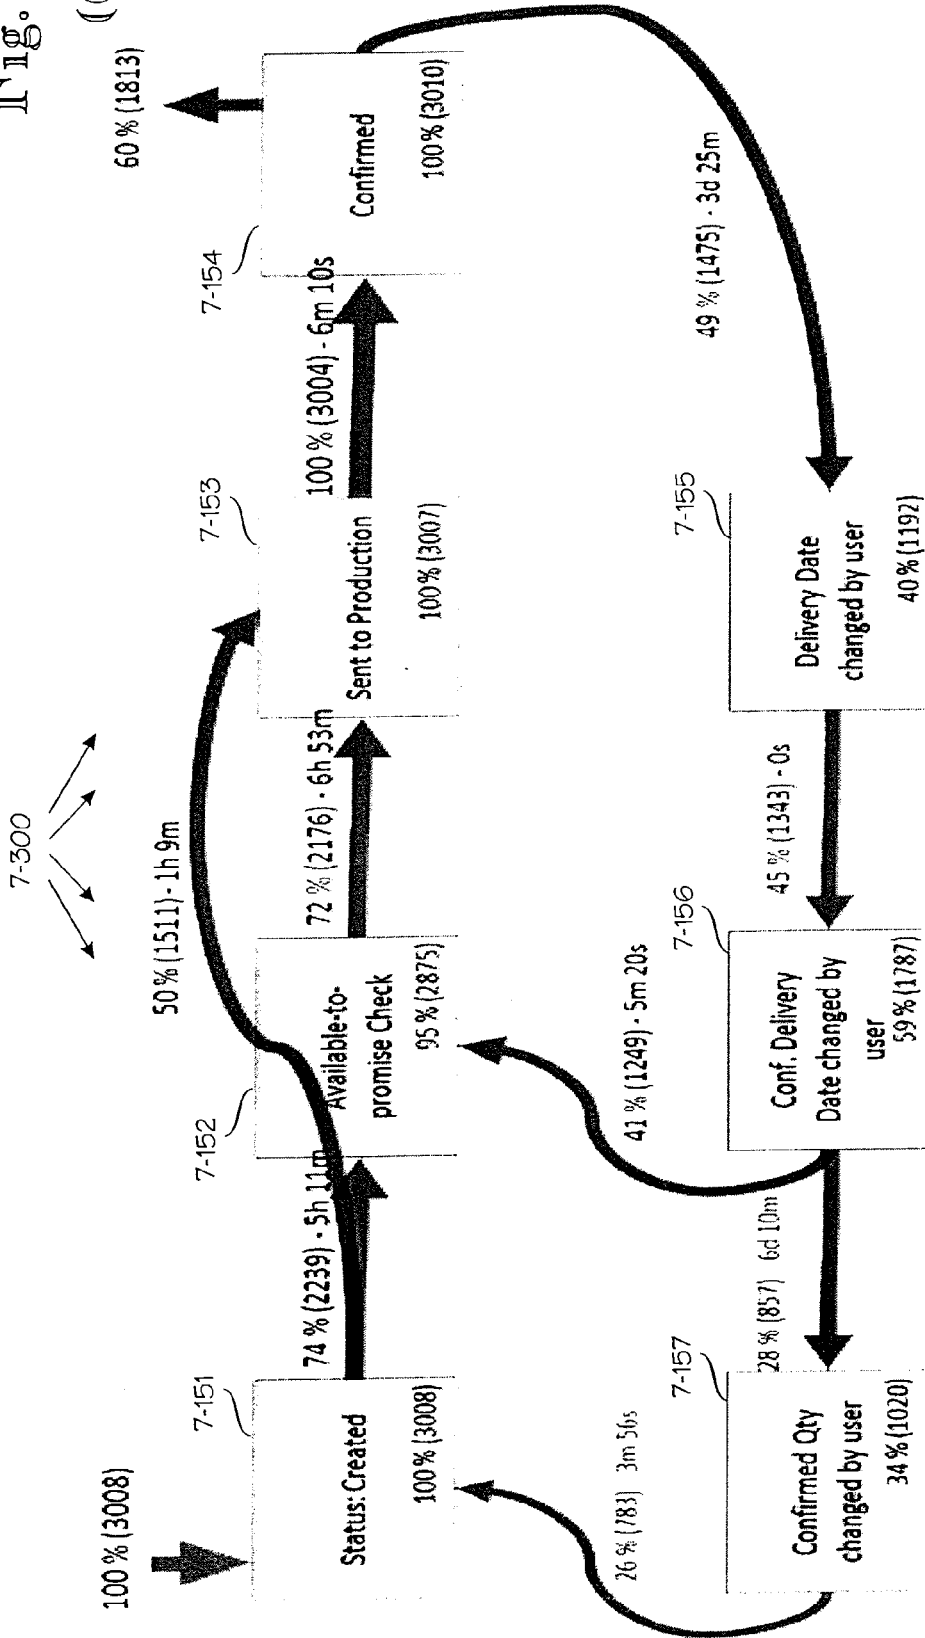 Fig.
7-300
100 % (3008)
50 % (1511) - 1h 9m
60 % (1813)
7-151
7-152
7-153
7-154
74 % (2239) - 5h 11m
72 % (2176) - 6h 53m
100 % (3004) - 6m 10s
Status: Created
100 % (3008)
Available-to-
promise Check
95 % (2875)
Sent to Production
100 % (3007)
Confirmed
100 % (3010)
26 % (783) 3m 56s
41 % (1249) - 5m 20s
49 % (1475) - 3d 25m
7-157
7-156
7-155
28 % (857) 6d 10m
45 % (1343) - 0s
Confirmed Qty
changed by user
34 % (1020)
Conf. Delivery
Date changed by
user
59 % (1787)
Delivery Date
changed by user
40 % (1192)